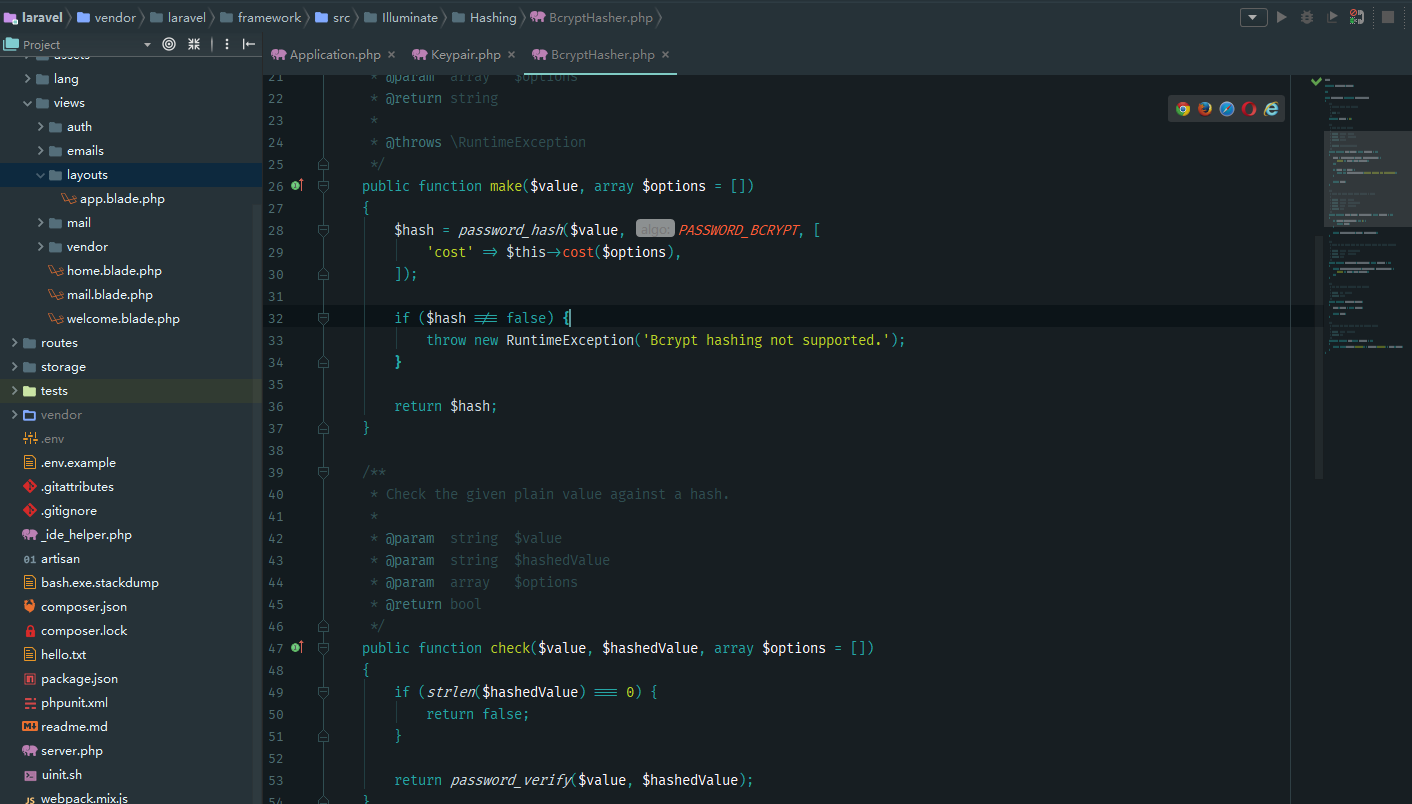 laravel vendor laravel framework src Illuminate Hashing BcryptHasher.php
Project
Application.php × Keypair.php × BcryptHasher.php ×
assets
lang
views
auth
emails
layouts
app.blade.php
mail
vendor
home.blade.php
mail.blade.php
welcome.blade.php
routes
storage
tests
vendor
.env
.env.example
.gitattributes
.gitignore
_ide_helper.php
artisan
bash.exe.stackdump
composer.json
composer.lock
hello.txt
package.json
phpunit.xml
readme.md
server.php
uinit.sh
webpack.mix.js
21 * @param array $options
22 * @return string
23 *
24 * @throws \RuntimeException
25 */
26 public function make($value, array $options = [])
27 {
28 $hash = password_hash($value, algo: PASSWORD_BCRYPT, [
29 'cost' => $this->cost($options),
30 ]);
31
32 if ($hash !== false) {
33 throw new RuntimeException('Bcrypt hashing not supported.');
34 }
35
36 return $hash;
37 }
38
39 /**
40 * Check the given plain value against a hash.
41 *
42 * @param string $value
43 * @param string $hashedValue
44 * @param array $options
45 * @return bool
46 */
47 public function check($value, $hashedValue, array $options = [])
48 {
49 if (strlen($hashedValue) === 0) {
50 return false;
51 }
52
53 return password_verify($value, $hashedValue);
54 }